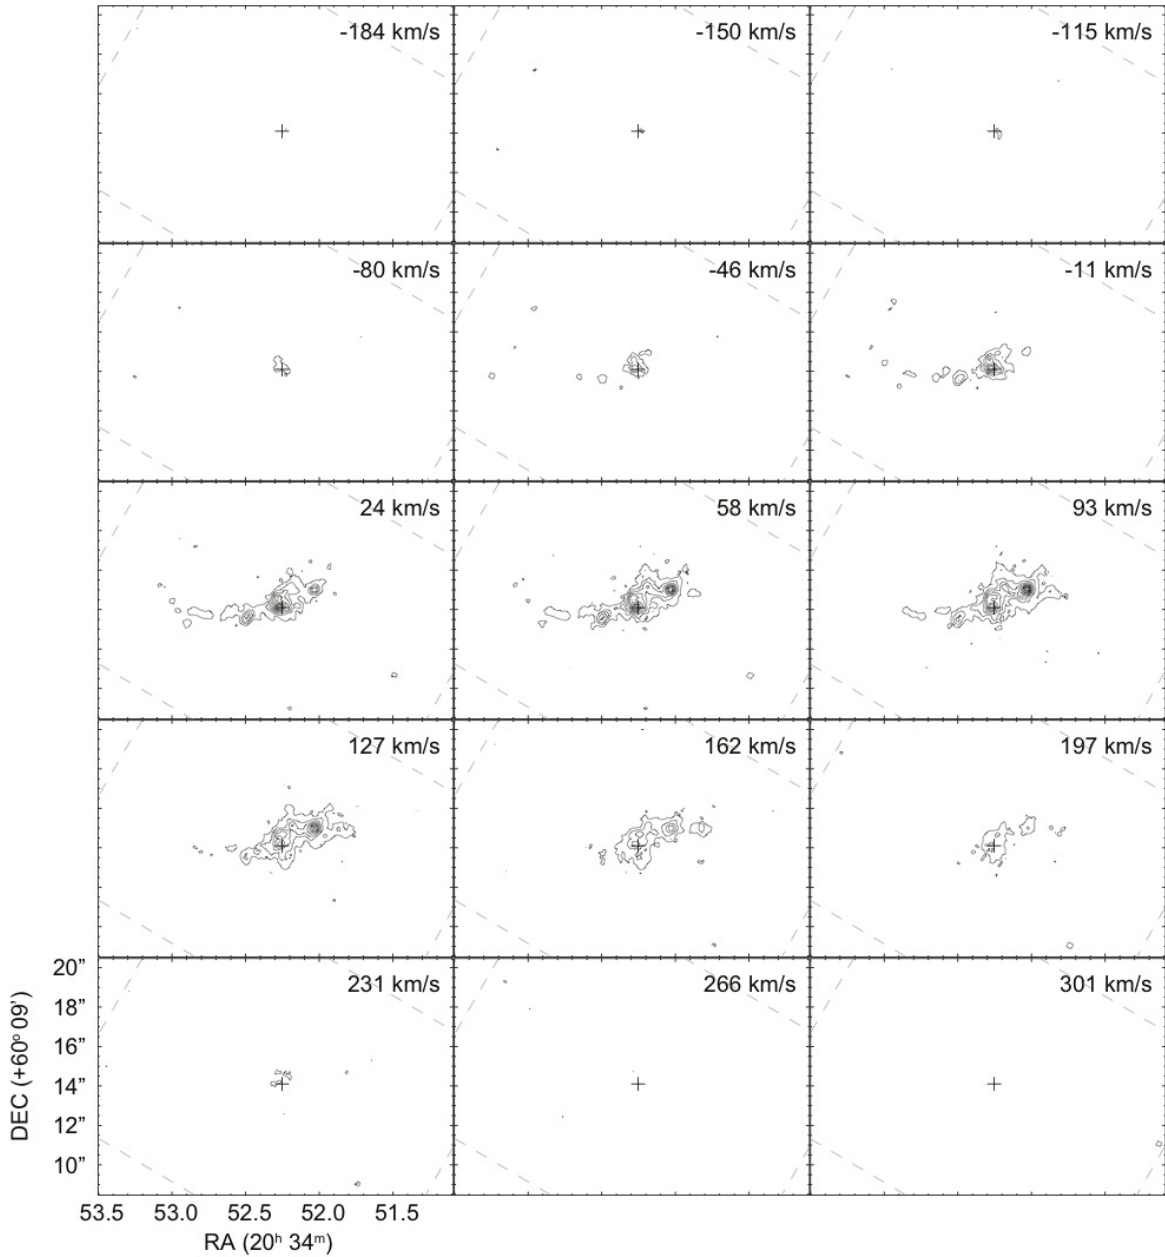 -184 km/s
-150 km/s
-115 km/s
-80 km/s
-46 km/s
-11 km/s
24 km/s
58 km/s
93 km/s
127 km/s
162 km/s
197 km/s
231 km/s
266 km/s
301 km/s
20”
18”
16”
14”
12”
10”
DEC (+60° 09’)
53.5 53.0 52.5 52.0 51.5
RA (20ʰ 34ᵐ)